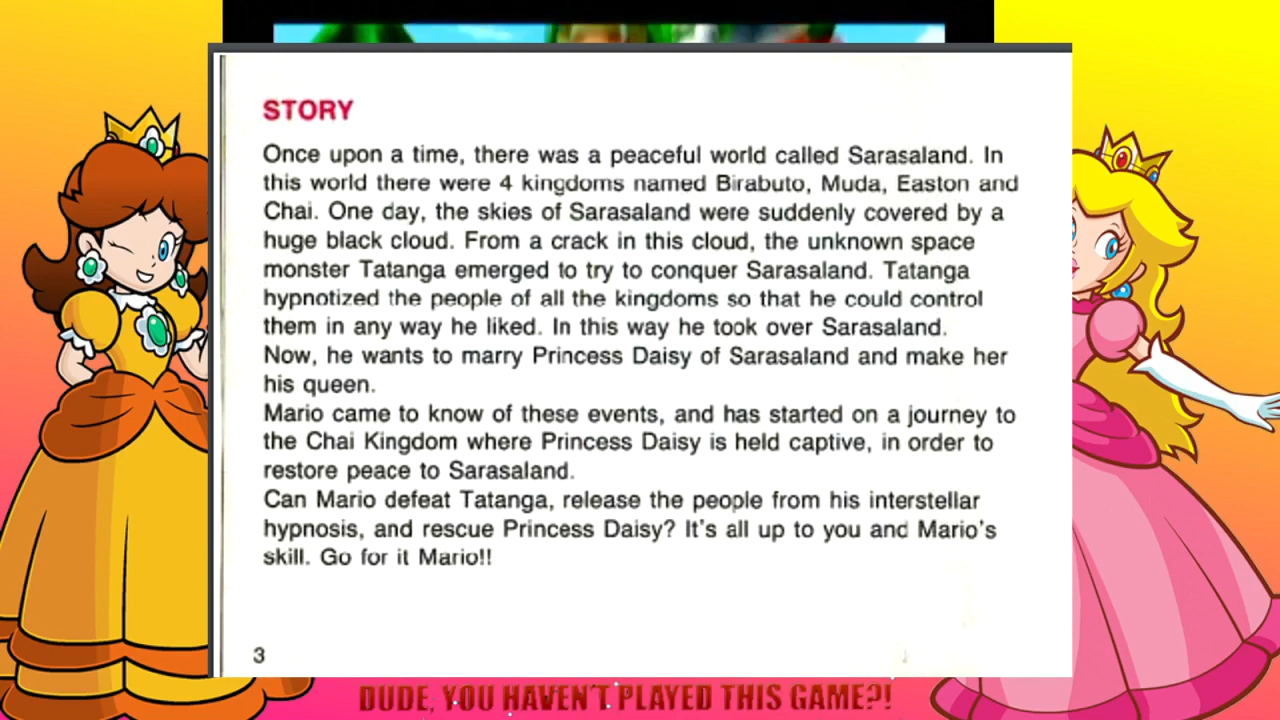 STORY
Once upon a time, there was a peaceful world called Sarasaland. In
this world there were 4 kingdoms named Birabuto, Muda, Easton and
Chai. One day, the skies of Sarasaland were suddenly covered by a
huge black cloud. From a crack in this cloud, the unknown space
monster Tatanga emerged to try to conquer Sarasaland. Tatanga
hypnotized the people of all the kingdoms so that he could control
them in any way he liked. In this way he took over Sarasaland.
Now, he wants to marry Princess Daisy of Sarasaland and make her
his queen.
Mario came to know of these events, and has started on a journey to
the Chai Kingdom where Princess Daisy is held captive, in order to
restore peace to Sarasaland.
Can Mario defeat Tatanga, release the people from his interstellar
hypnosis, and rescue Princess Daisy? It's all up to you and Mario's
skill. Go for it Mario!!
3
DUDE, YOU HAVEN'T PLAYED THIS GAME?!